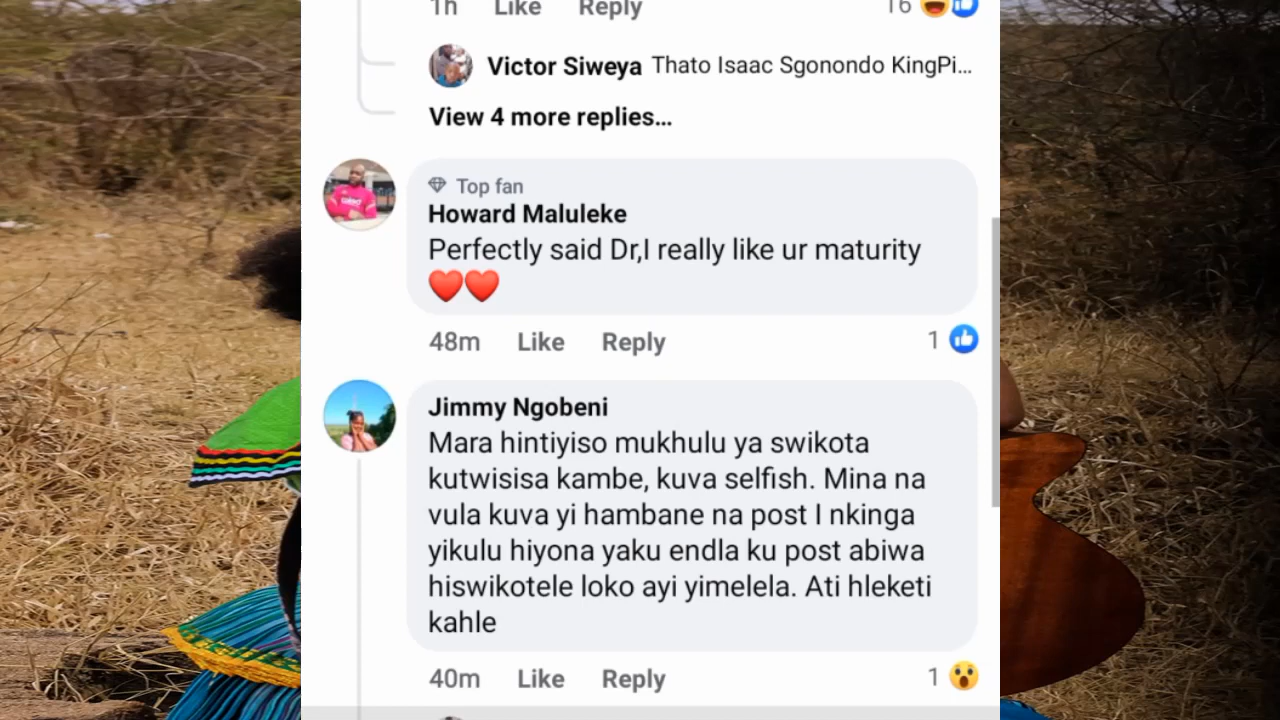 1h Like Reply 16
Victor Siweya Thato Isaac Sgonondo KingPi...
View 4 more replies...
Top fan
Howard Maluleke
Perfectly said Dr,I really like ur maturity
❤️❤️
48m Like Reply 1
Jimmy Ngobeni
Mara hintiyiso mukhulu ya swikota
kutwisisa kambe, kuva selfish. Mina na
vula kuva yi hambane na post I nkinga
yikulu hiyona yaku endla ku post abiwa
hiswikotele loko ayi yimelela. Ati hleketi
kahle
40m Like Reply 1